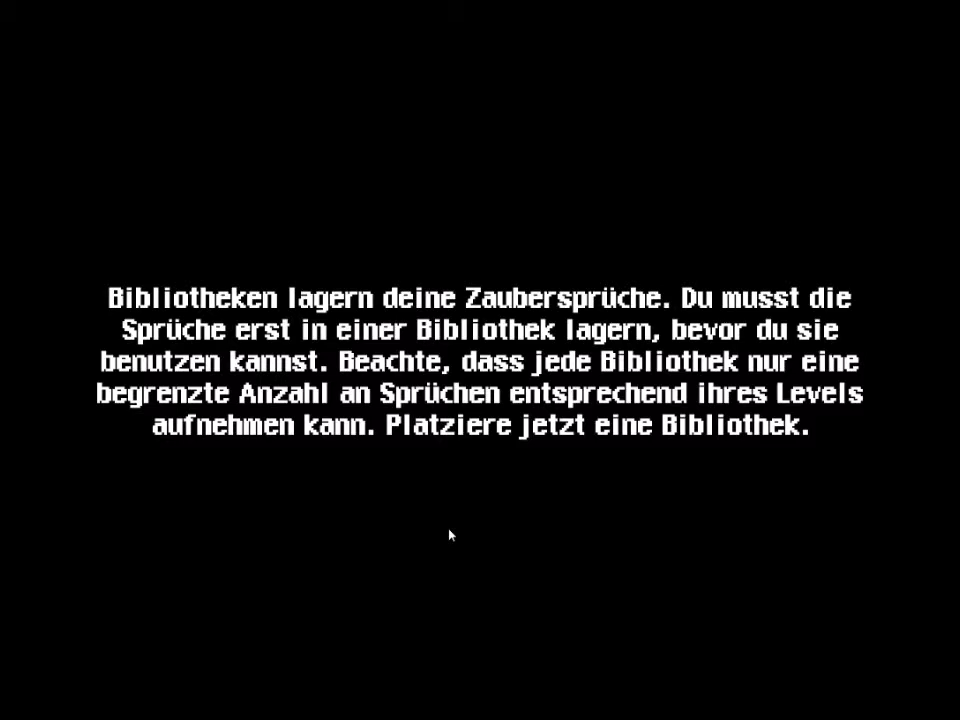 Bibliotheken lagern deine Zaubersprüche. Du musst die
Sprüche erst in einer Bibliothek lagern, bevor du sie
benutzen kannst. Beachte, dass jede Bibliothek nur eine
begrenzte Anzahl an Sprüchen entsprechend ihres Levels
aufnehmen kann. Platziere jetzt eine Bibliothek.